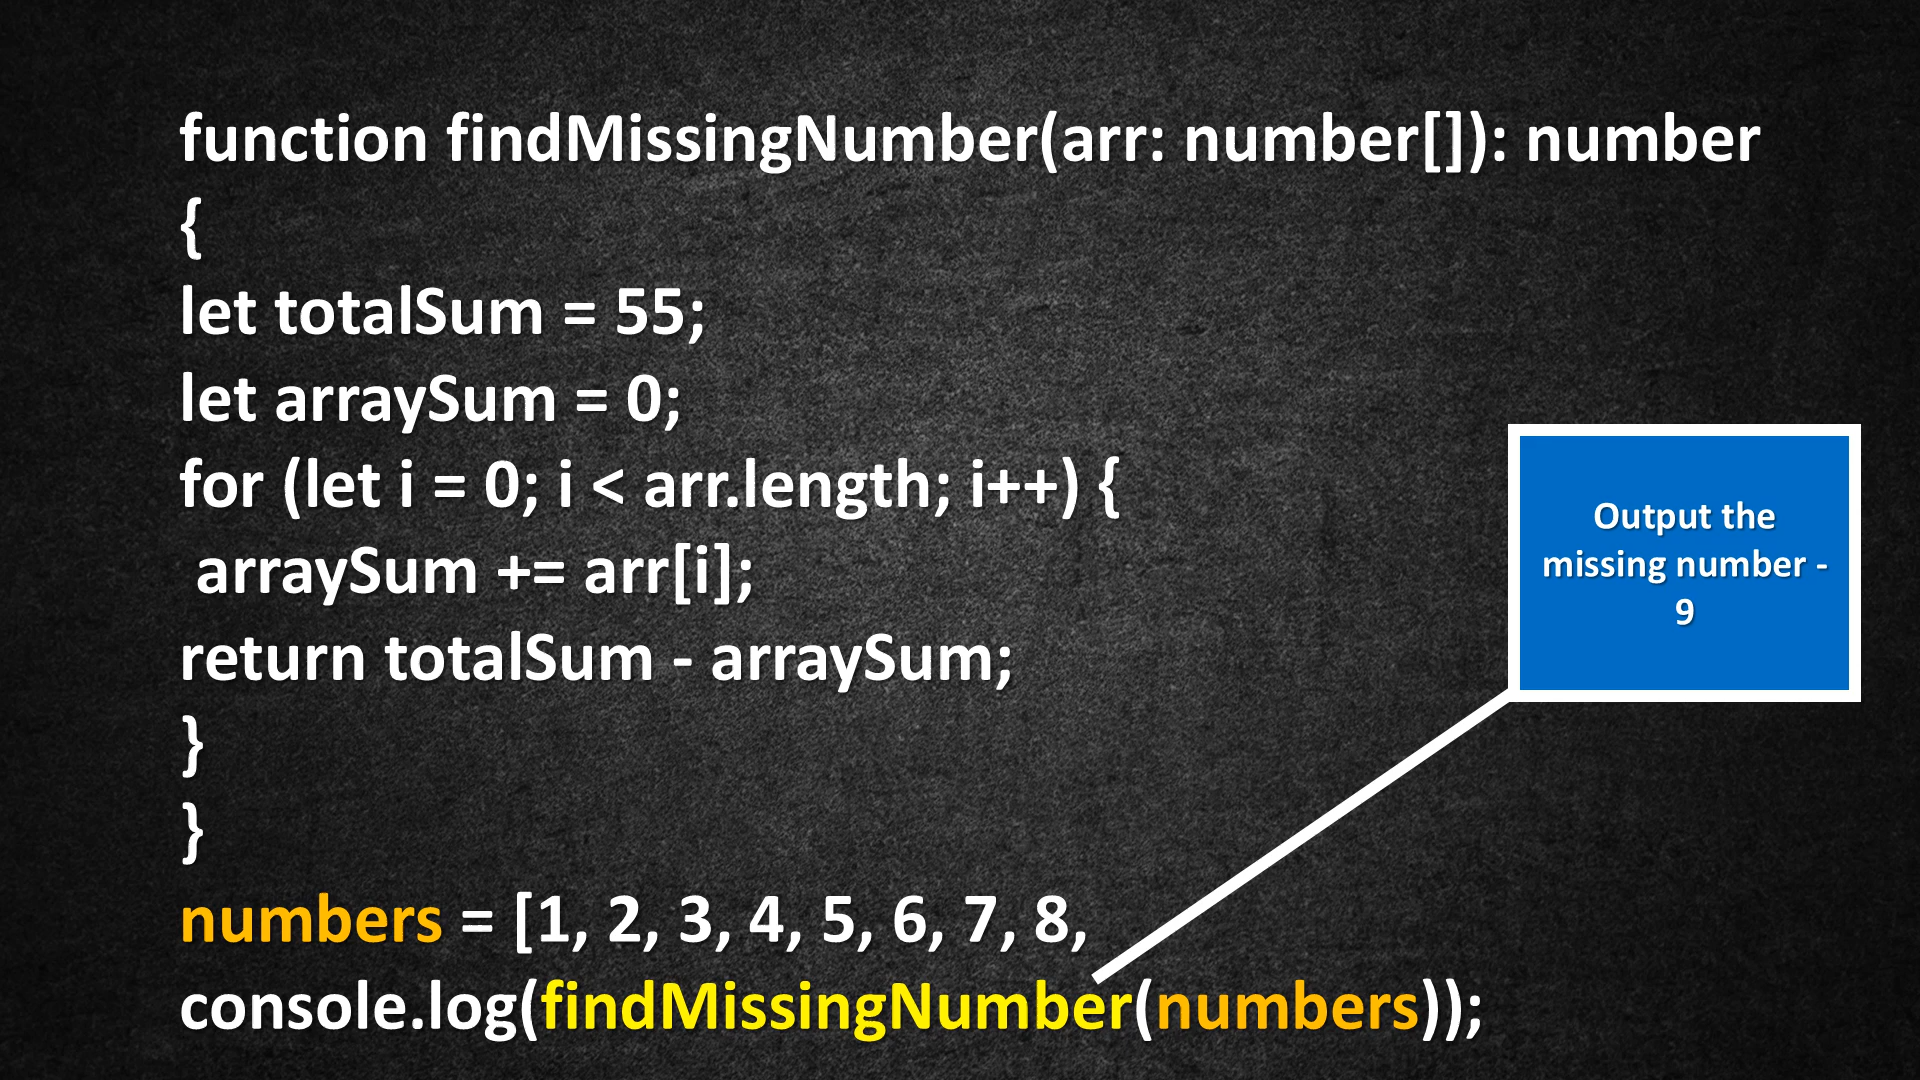 function findMissingNumber(arr: number[]): number
{
let totalSum = 55;
let arraySum = 0;
for (let i = 0; i < arr.length; i++) {
arraySum += arr[i];
return totalSum - arraySum;
}
}
numbers = [1, 2, 3, 4, 5, 6, 7, 8,
console.log(findMissingNumber(numbers));
Output the
missing number -
9